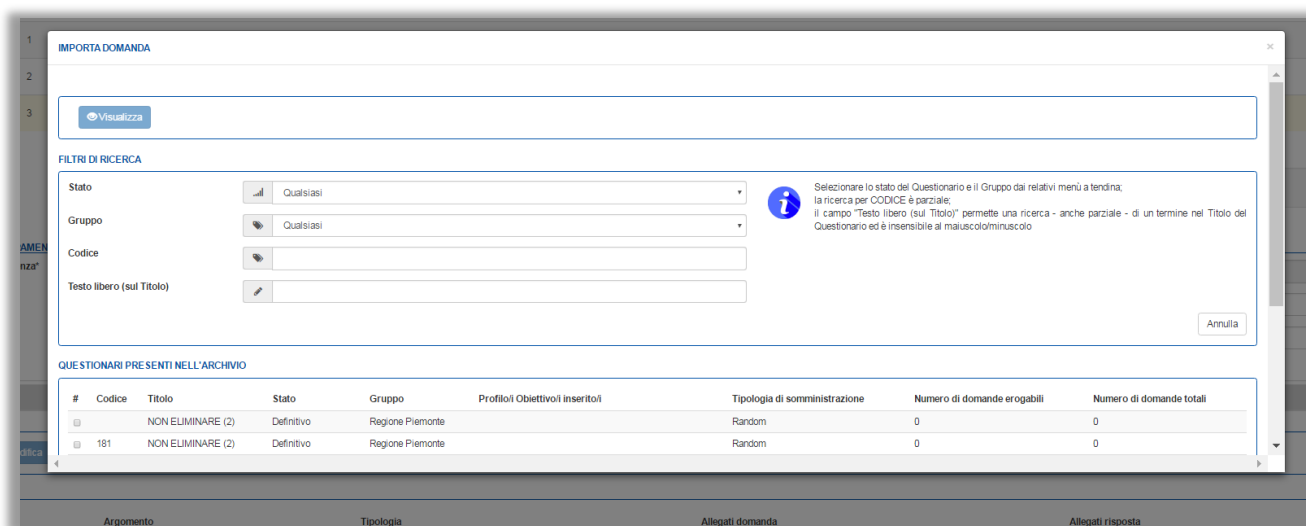 1
IMPORTA DOMANDA ×
2
3
Visualizza
FILTRI DI RICERCA
Stato Qualsiasi
Selezionare lo stato del Questionario e il Gruppo dai relativi menù a tendina;
la ricerca per CODICE è parziale;
il campo "Testo libero (sul Titolo)" permette una ricerca - anche parziale - di un termine nel Titolo del
Questionario ed è insensibile al maiuscolo/minuscolo
Gruppo Qualsiasi
AMEN
Codice
nza*
Testo libero (sul Titolo)
Annulla
QUESTIONARI PRESENTI NELL'ARCHIVIO
# Codice Titolo Stato Gruppo Profilo/i Obiettivo/i inserito/i Tipologia di somministrazione Numero di domande erogabili Numero di domande totali
NON ELIMINARE (2) Definitivo Regione Piemonte Random 0 0
181 NON ELIMINARE (2) Definitivo Regione Piemonte Random 0 0
difica
Argomento Tipologia Allegati domanda Allegati risposta